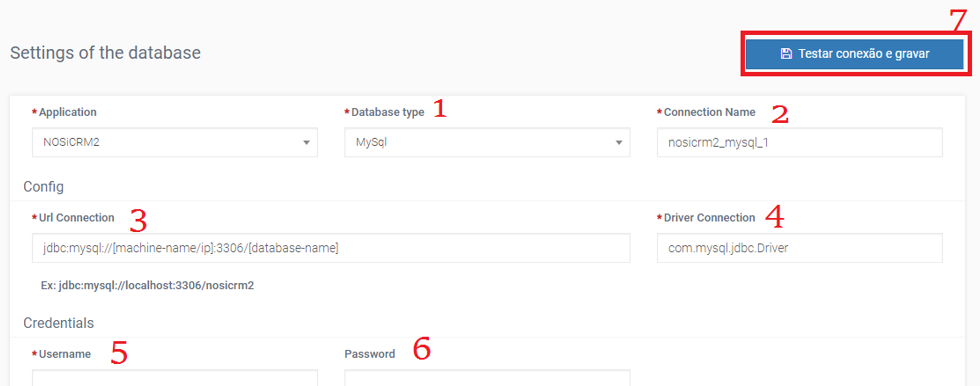 7
Settings of the database
Testar conexão e gravar
* Application
* Database type 1
* Connection Name 2
NOSiCRM2
MySql
nosicrm2_mysql_1
Config
* Url Connection 3
* Driver Connection 4
jdbc:mysql://[machine-name/ip]:3306/[database-name]
com.mysql.jdbc.Driver
Ex: jdbc:mysql://localhost:3306/nosicrm2
Credentials
* Username 5
Password 6